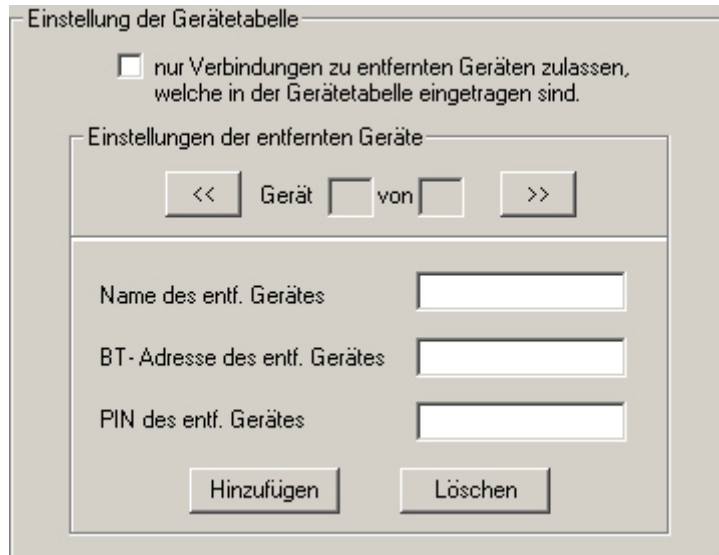 Einstellung der Gerätetabelle
nur Verbindungen zu entfernten Geräten zulassen,
welche in der Gerätetabelle eingetragen sind.
Einstellungen der entfernten Geräte
<< Gerät von >>
Name des entf. Gerätes
BT- Adresse des entf. Gerätes
PIN des entf. Gerätes
Hinzufügen Löschen